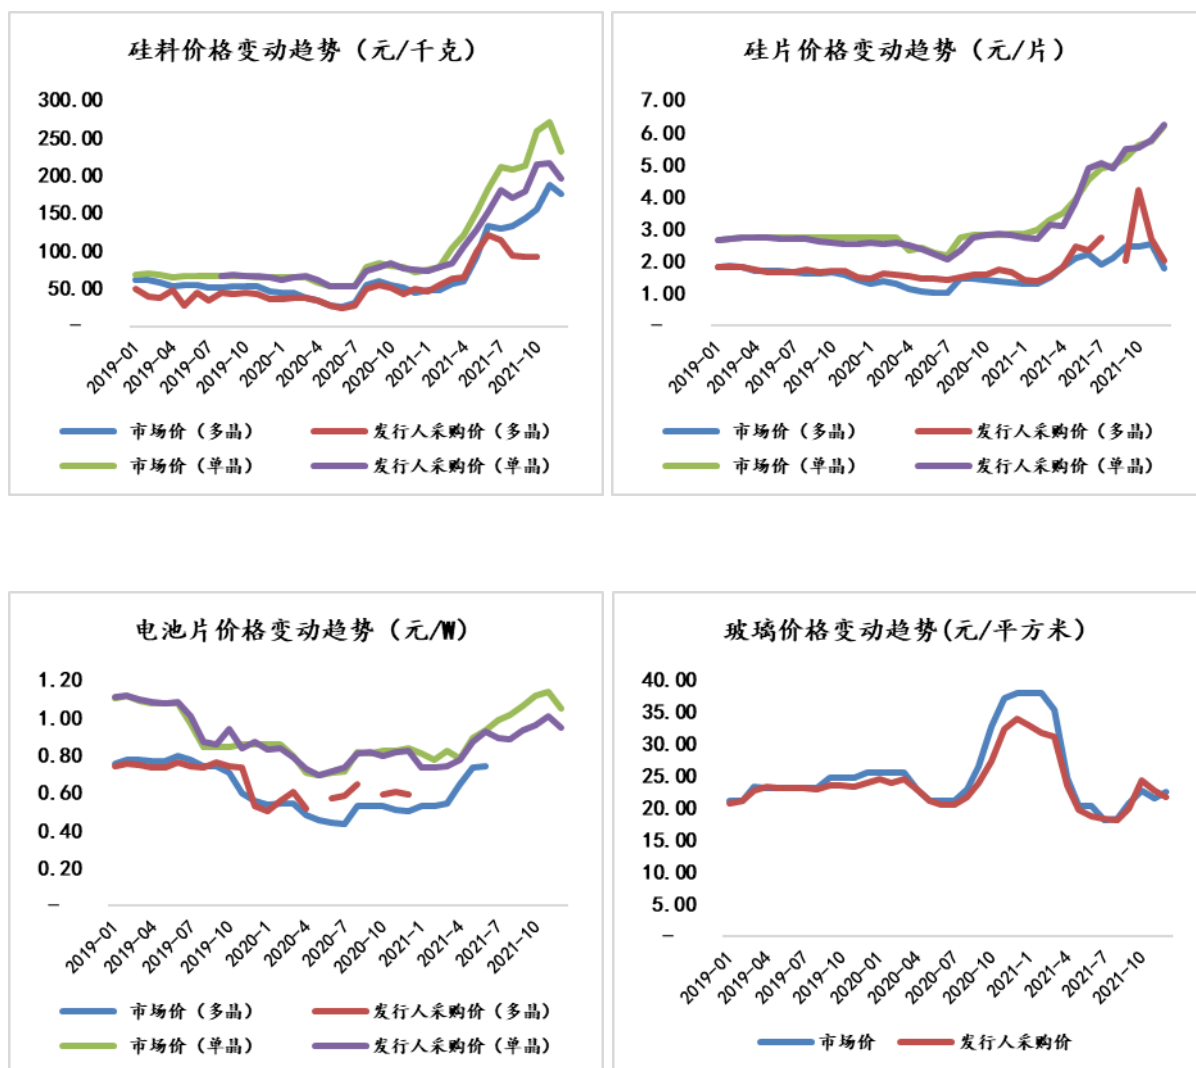 硅料价格变动趋势（元/千克）
300.00
250.00
200.00
150.00
100.00
50.00
–
2019-01 2019-04 2019-07 2019-10 2020-1 2020-4 2020-7 2020-10 2021-1 2021-4 2021-7 2021-10
市场价（多晶） 发行人采购价（多晶）
市场价（单晶） 发行人采购价（单晶）
硅片价格变动趋势（元/片）
7.00
6.00
5.00
4.00
3.00
2.00
1.00
–
2019-01 2019-04 2019-07 2019-10 2020-01 2020-04 2020-07 2020-10 2021-1 2021-4 2021-7 2021-10
市场价（多晶） 发行人采购价（多晶）
市场价（单晶） 发行人采购价（单晶）
电池片价格变动趋势（元/W）
1.20
1.00
0.80
0.60
0.40
0.20
–
2019-01 2019-04 2019-07 2019-10 2020-1 2020-4 2020-7 2020-10 2021-1 2021-4 2021-7 2021-10
市场价（多晶） 发行人采购价（多晶）
市场价（单晶） 发行人采购价（单晶）
玻璃价格变动趋势(元/平方米）
40.00
35.00
30.00
25.00
20.00
15.00
10.00
5.00
–
2019-01 2019-04 2019-07 2019-10 2020-01 2020-04 2020-07 2020-10 2021-1 2021-4 2021-7 2021-10
市场价 发行人采购价